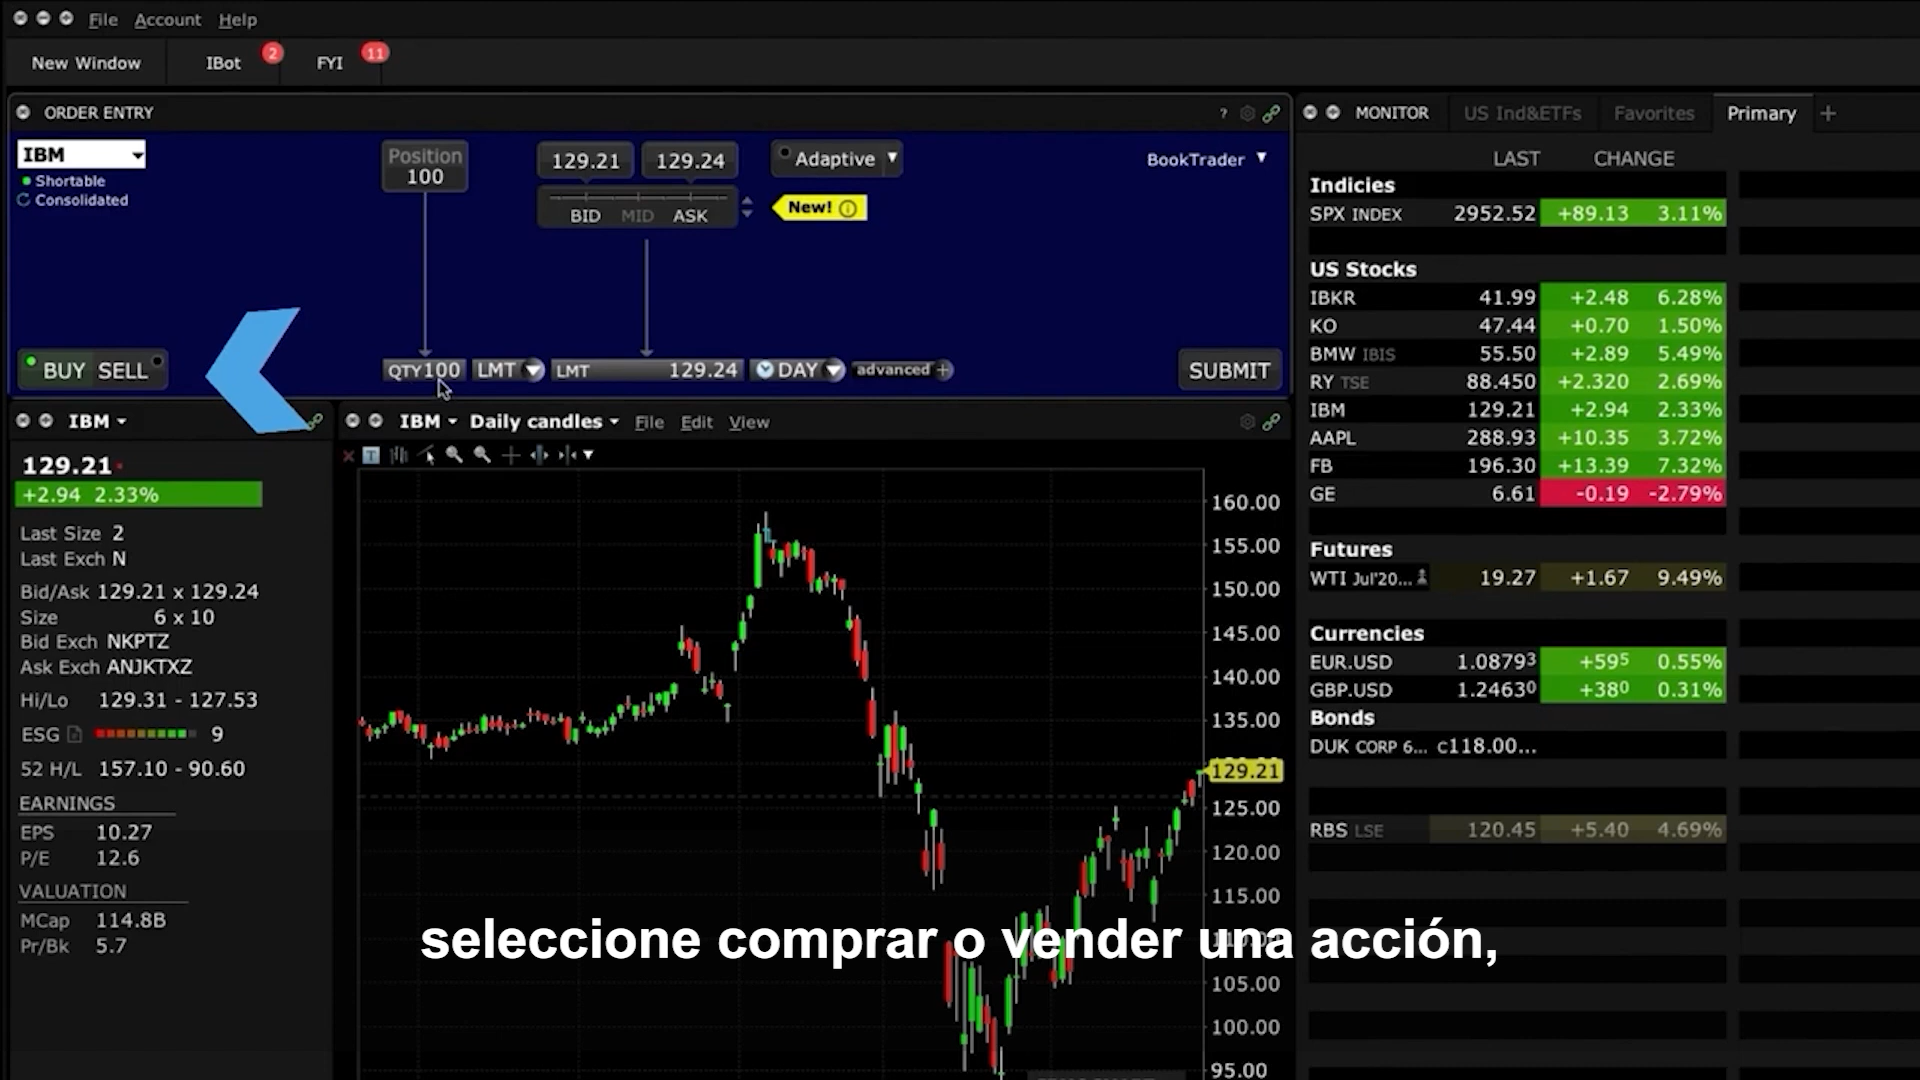 File Account Help
New Window IBot 2 FYI 11
ORDER ENTRY ?
IBM
Shortable
Consolidated
Position
100
129.21 129.24
BID MID ASK
Adaptive
New!
BookTrader
BUY SELL
QTY 100 LMT LMT 129.24 DAY advanced +
SUBMIT
IBM
129.21
+2.94 2.33%
Last Size 2
Last Exch N
Bid/Ask 129.21 x 129.24
Size 6 x 10
Bid Exch NKPTZ
Ask Exch ANJKTXZ
Hi/Lo 129.31 - 127.53
ESG 9
52 H/L 157.10 - 90.60
EARNINGS
EPS 10.27
P/E 12.6
VALUATION
MCap 114.8B
Pr/Bk 5.7
IBM Daily candles File Edit View
T
160.00
155.00
150.00
145.00
140.00
135.00
129.21
125.00
120.00
115.00
105.00
100.00
95.00
MONITOR US Ind&ETFs Favorites Primary +
LAST CHANGE
Indicies
SPX INDEX 2952.52 +89.13 3.11%
US Stocks
IBKR 41.99 +2.48 6.28%
KO 47.44 +0.70 1.50%
BMW IBIS 55.50 +2.89 5.49%
RY TSE 88.450 +2.320 2.69%
IBM 129.21 +2.94 2.33%
AAPL 288.93 +10.35 3.72%
FB 196.30 +13.39 7.32%
GE 6.61 -0.19 -2.79%
Futures
WTI Jul'20... 19.27 +1.67 9.49%
Currencies
EUR.USD 1.08793 +595 0.55%
GBP.USD 1.24630 +380 0.31%
Bonds
DUK CORP 6... c118.00...
RBS LSE 120.45 +5.40 4.69%
seleccione comprar o vender una acción,